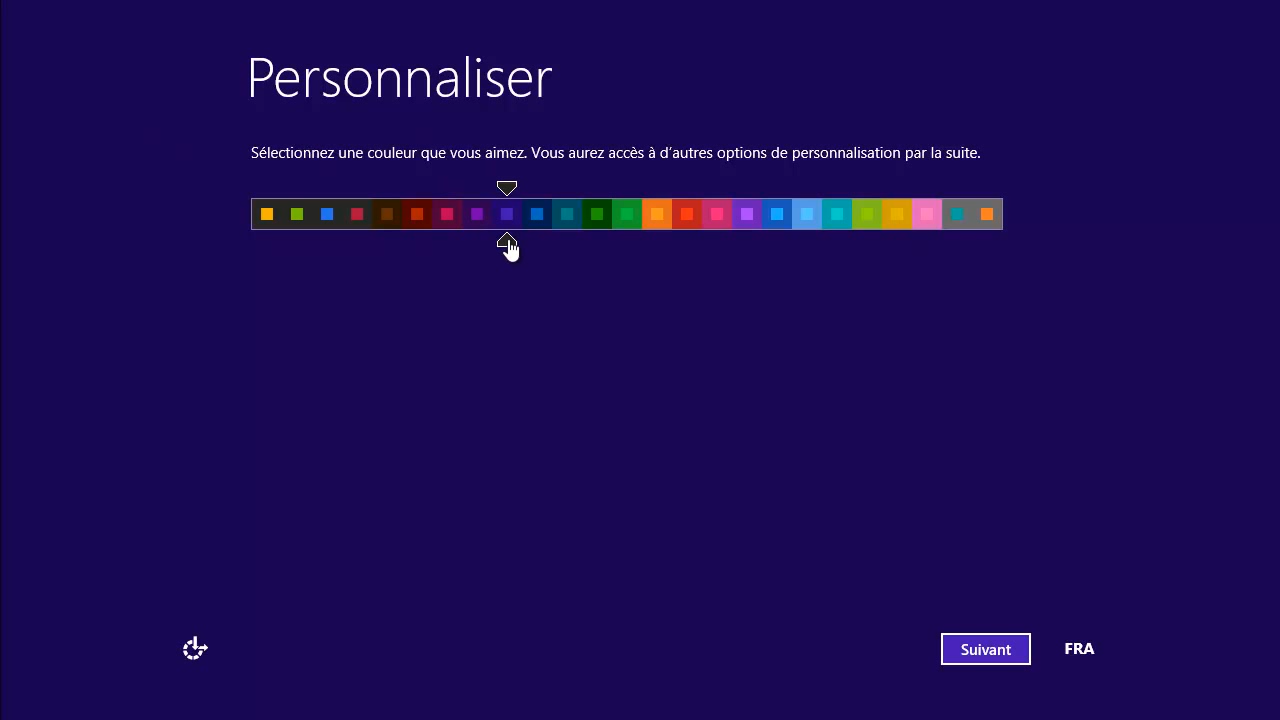 Personnaliser
Sélectionnez une couleur que vous aimez. Vous aurez accès à d’autres options de personnalisation par la suite.
Suivant
FRA